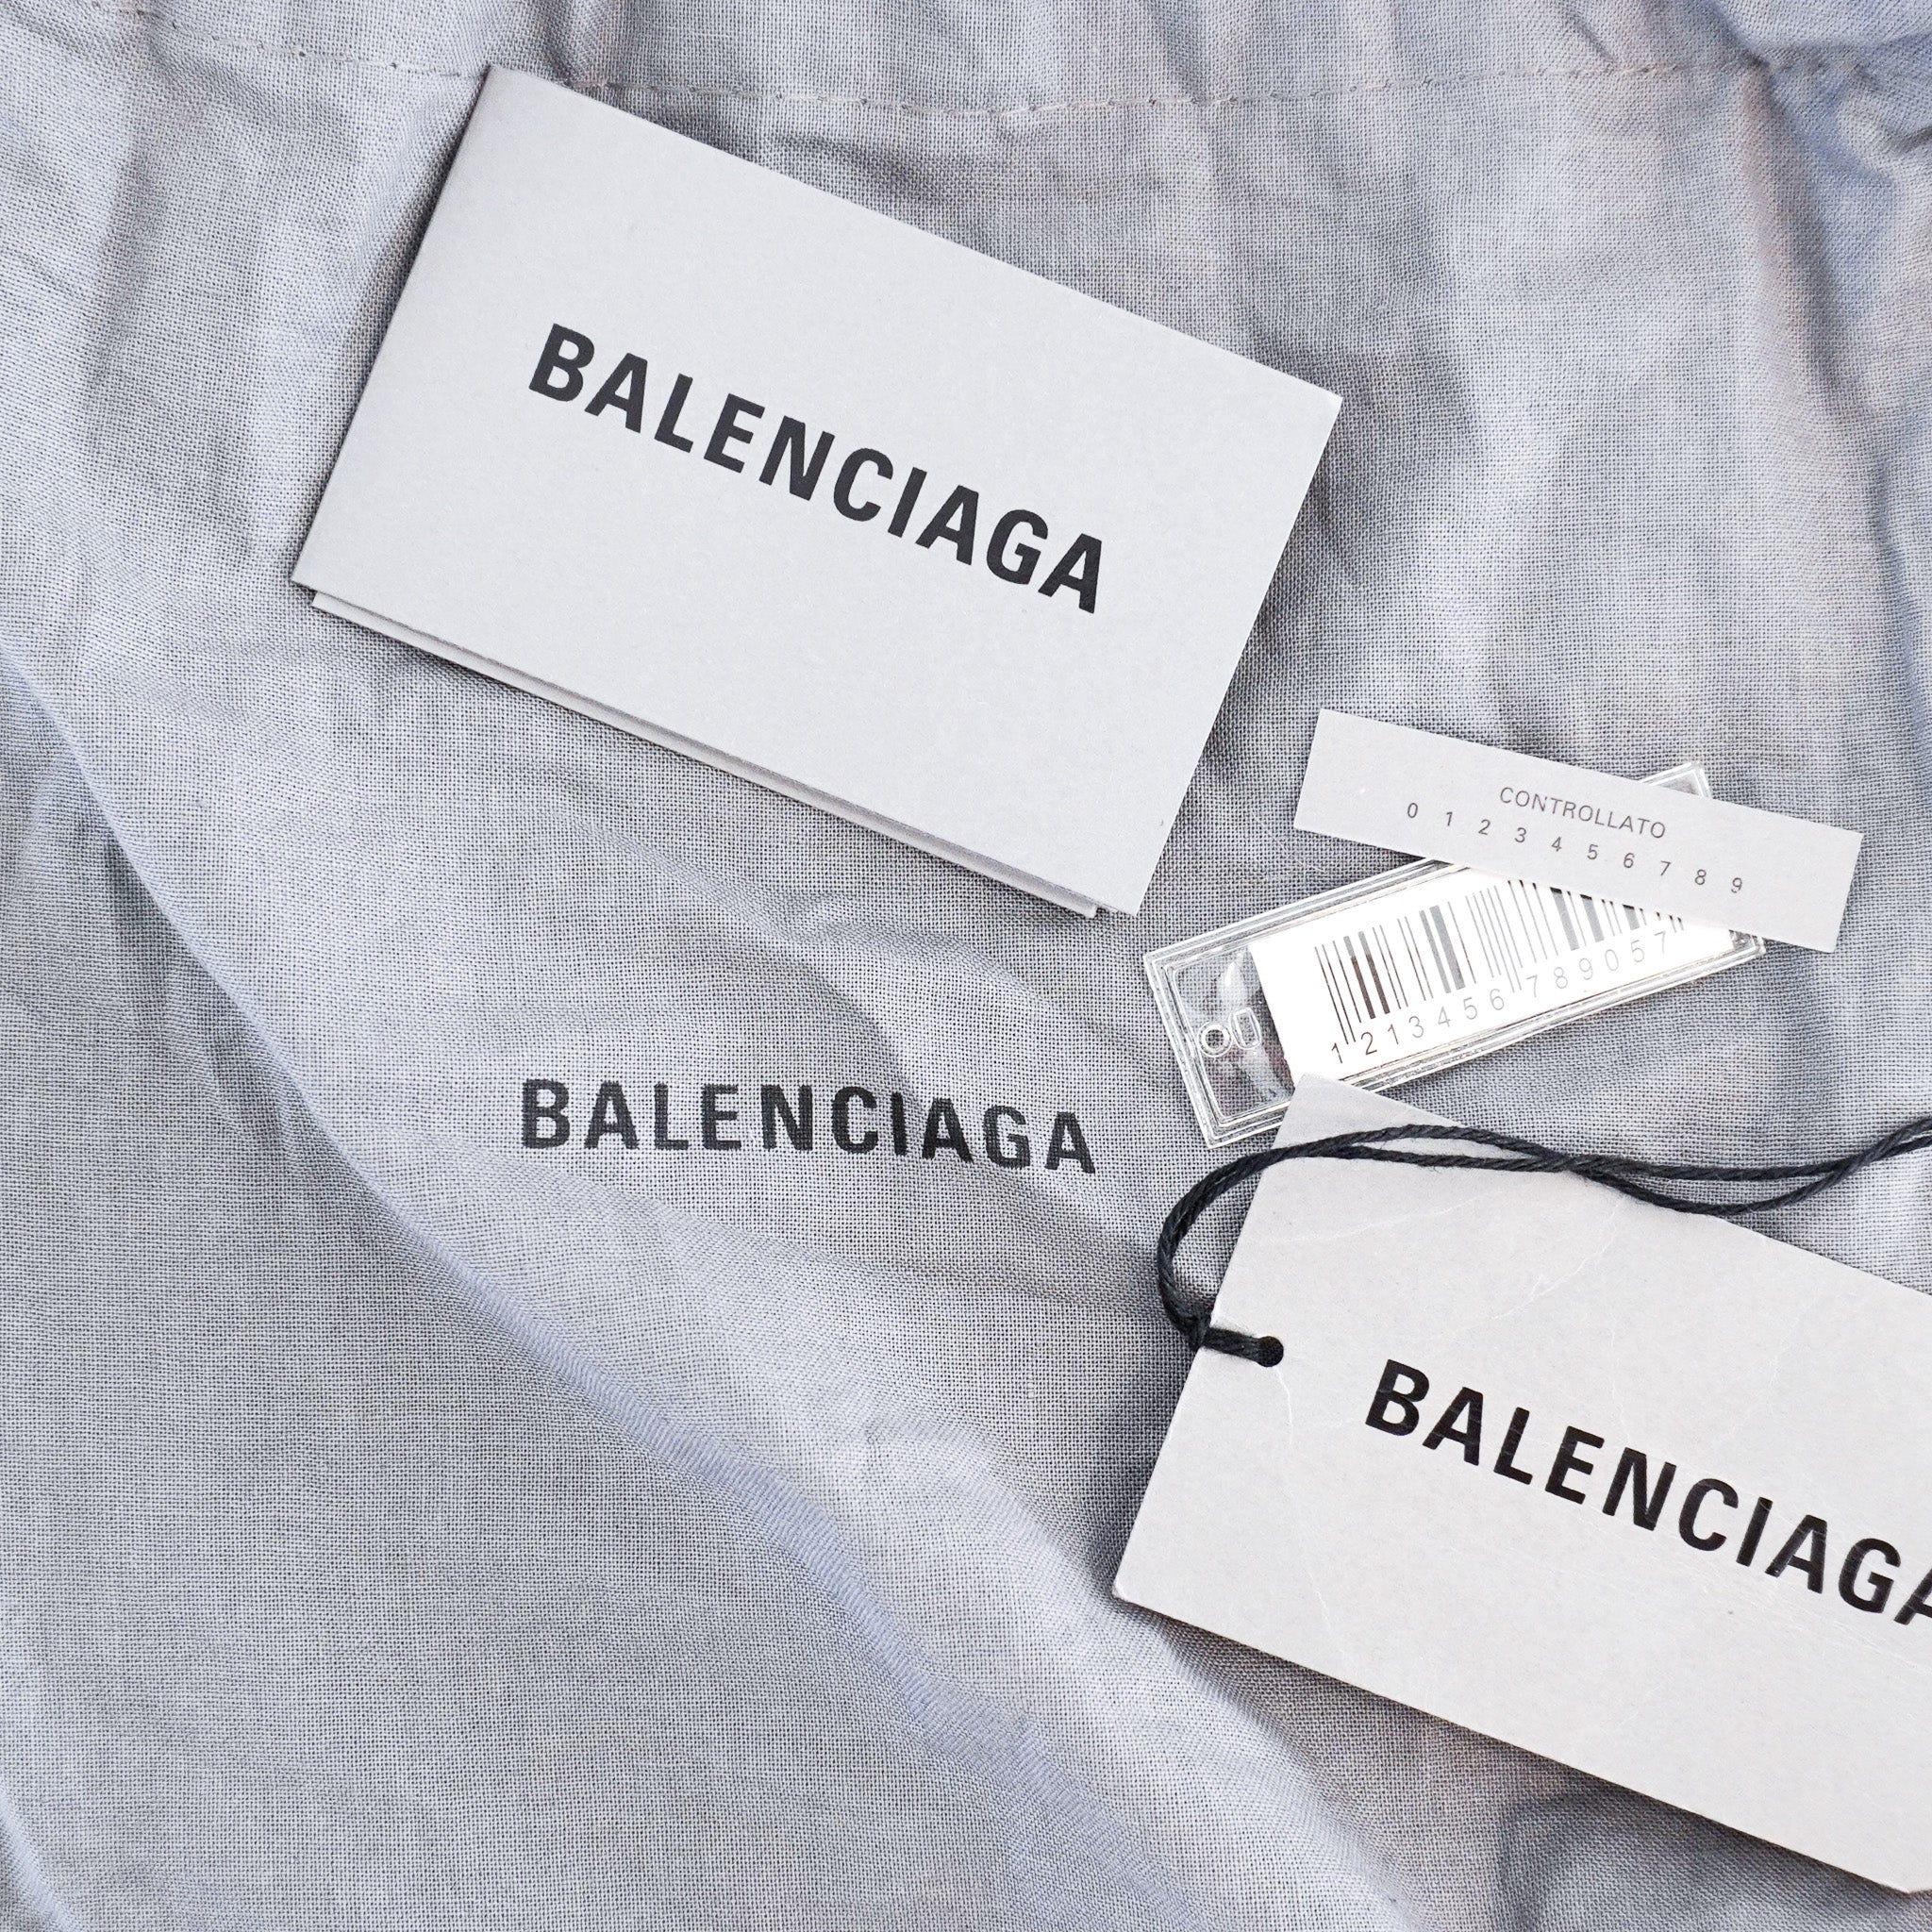 BALENCIAGA
CONTROLLATO
0 1 2 3 4 5 6 7 8 9
1213456789057
BALENCIAGA
BALENCIAGA